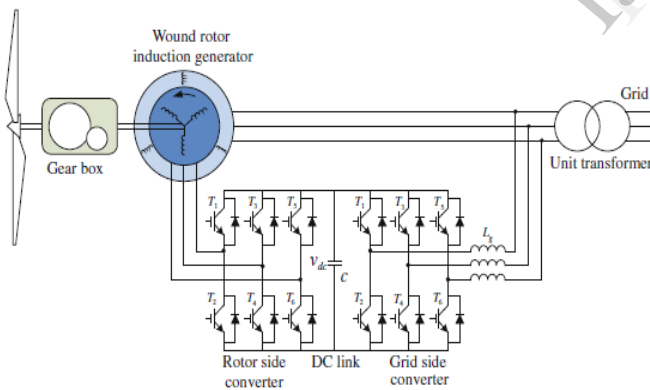 Wound rotor
induction generator
Grid
Gear box
Unit transformer
T1
T3
T5
T1
T3
T5
Lg
vdc
c
T2
T4
T6
T2
T4
T6
Rotor side
converter
DC link
Grid side
converter